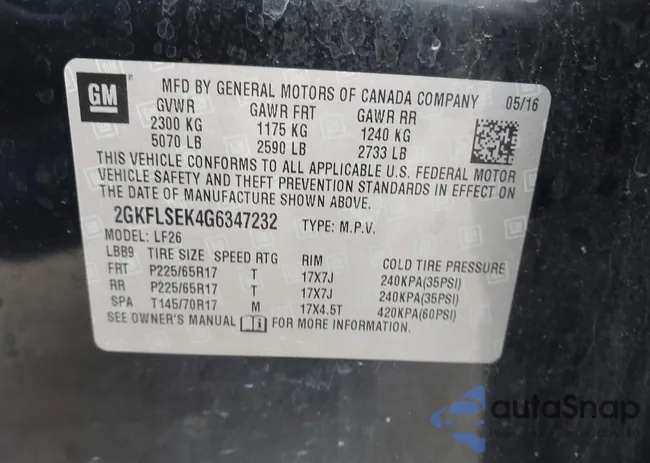 GM
MFD BY GENERAL MOTORS OF CANADA COMPANY 05/16
GVWR GAWR FRT GAWR RR
2300 KG 1175 KG 1240 KG
5070 LB 2590 LB 2733 LB
THIS VEHICLE CONFORMS TO ALL APPLICABLE U.S. FEDERAL MOTOR
VEHICLE SAFETY AND THEFT PREVENTION STANDARDS IN EFFECT ON
THE DATE OF MANUFACTURE SHOWN ABOVE.
2GKFLSEK4G6347232 TYPE: M.P.V.
MODEL: LF26
LBB9 TIRE SIZE SPEED RTG RIM COLD TIRE PRESSURE
FRT P225/65R17 T 17X7J 240KPA(35PSI)
RR P225/65R17 T 17X7J 240KPA(35PSI)
SPA T145/70R17 M 17X4.5T 420KPA(60PSI)
SEE OWNER'S MANUAL FOR MORE INFORMATION.
autoSnap